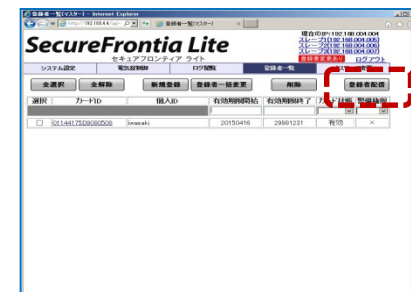 登録者一覧(マスター) - Internet Explorer
登録者一覧(マスター)
現在のIP:192.168.004.004
SecureFrontia Lite
スレーブ1(192.168.004.005)
スレーブ2(192.168.004.006)
スレーブ3(192.168.004.007)
セキュアフロンティア ライト
登録者変更あり ログアウト
システム設定 電気錠制御 ログ閲覧 登録者一覧
全選択 全解除 新規登録 登録者一括変更 削除 登録者配信
選択 カードID 個人ID 有効期限開始 有効期限終了 カード状態 警備権限
01144175D9080508 iwasaki 20150416 29991231 有効 ×